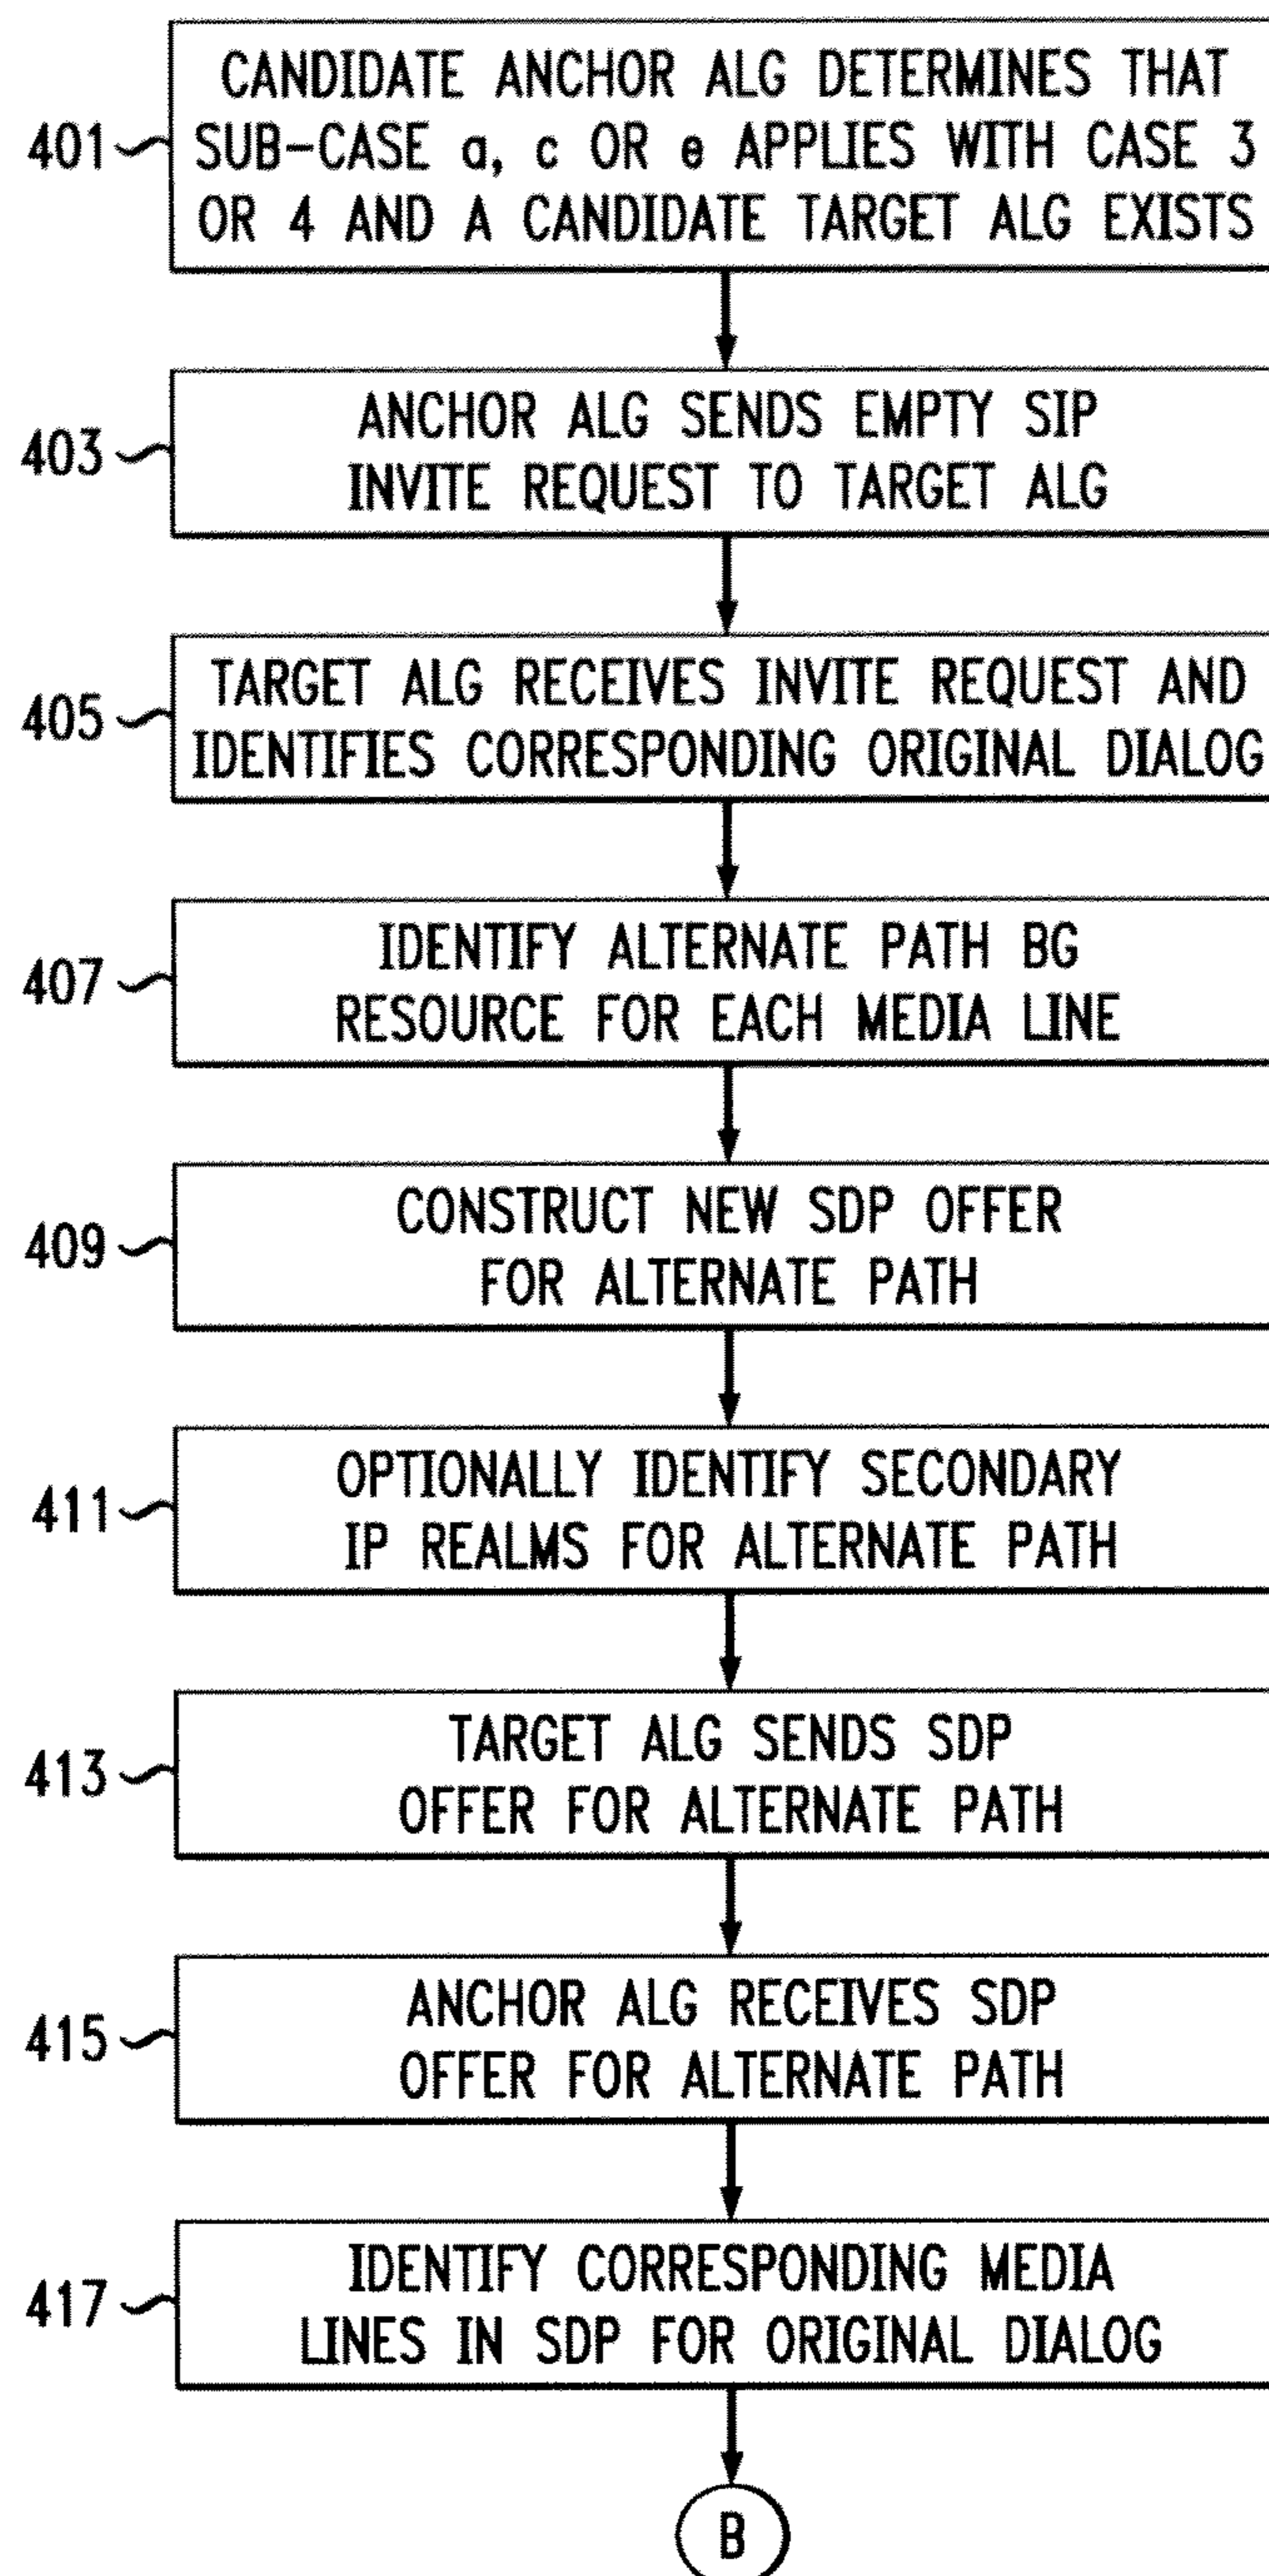 CANDIDATE ANCHOR ALG DETERMINES THAT
401 SUB-CASE a, c OR e APPLIES WITH CASE 3
OR 4 AND A CANDIDATE TARGET ALG EXISTS
ANCHOR ALG SENDS EMPTY SIP
403 INVITE REQUEST TO TARGET ALG
TARGET ALG RECEIVES INVITE REQUEST AND
405 IDENTIFIES CORRESPONDING ORIGINAL DIALOG
IDENTIFY ALTERNATE PATH BG
407 RESOURCE FOR EACH MEDIA LINE
CONSTRUCT NEW SDP OFFER
409 FOR ALTERNATE PATH
OPTIONALLY IDENTIFY SECONDARY
411 IP REALMS FOR ALTERNATE PATH
TARGET ALG SENDS SDP
413 OFFER FOR ALTERNATE PATH
ANCHOR ALG RECEIVES SDP
415 OFFER FOR ALTERNATE PATH
IDENTIFY CORRESPONDING MEDIA
417 LINES IN SDP FOR ORIGINAL DIALOG
B